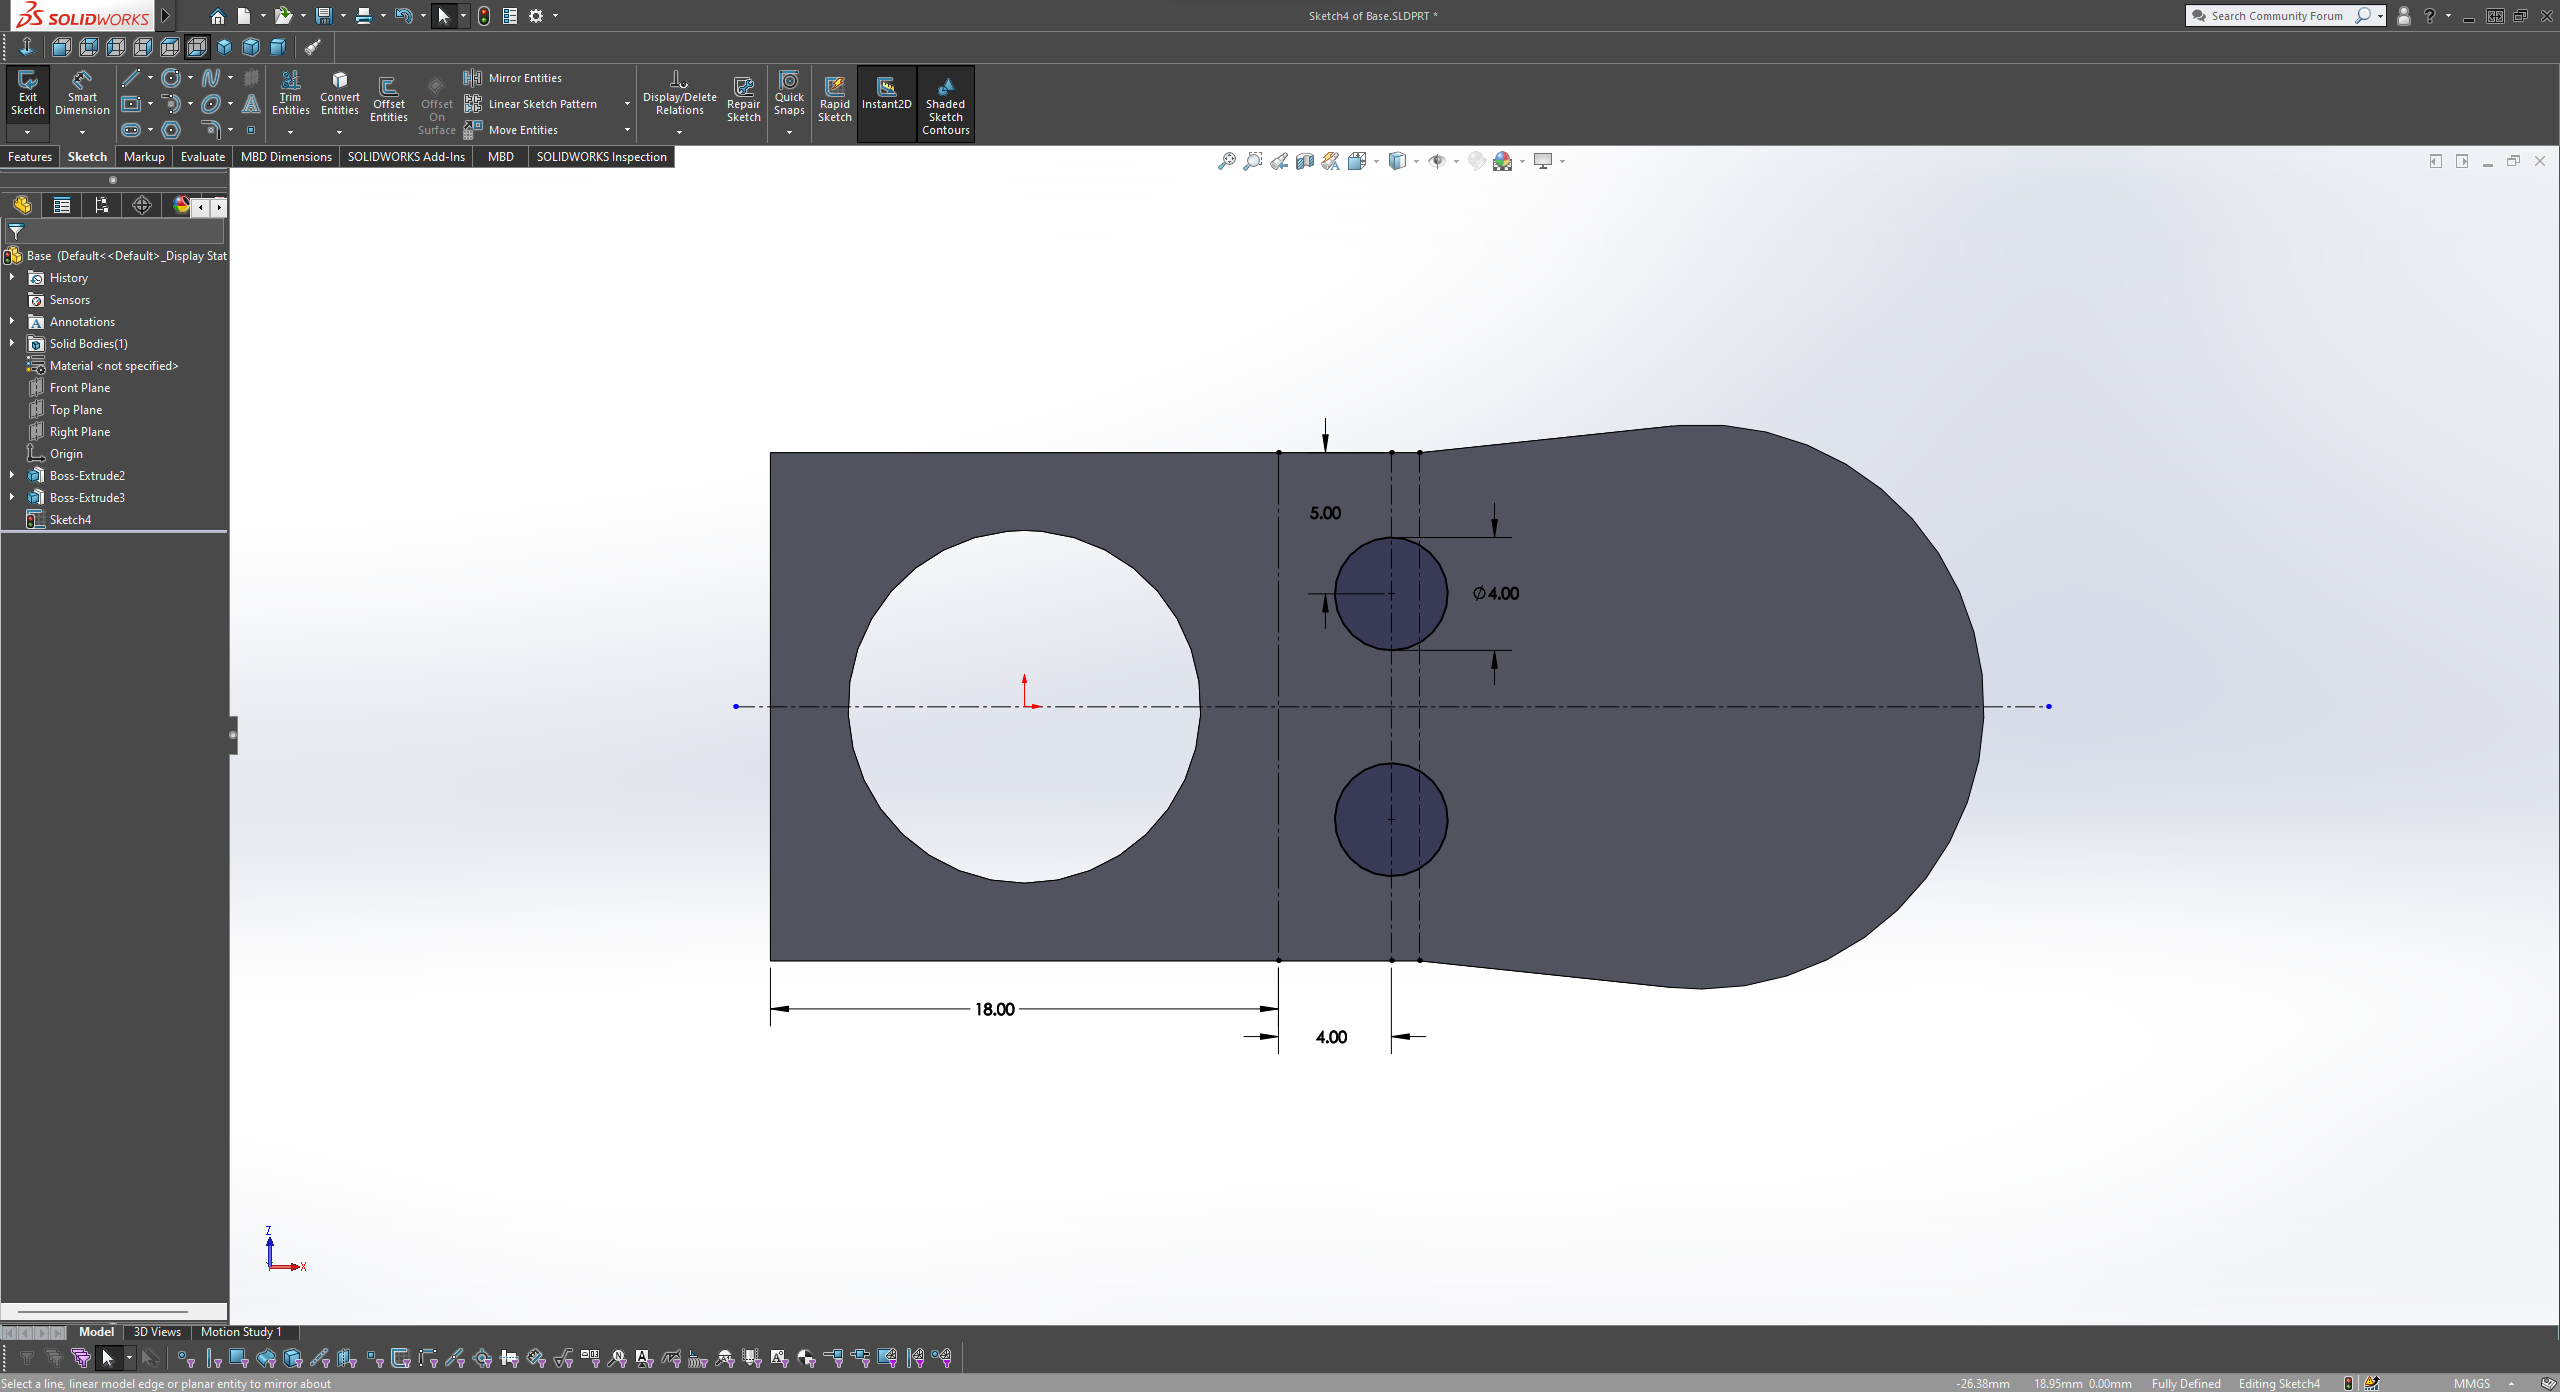 SOLIDWORKS
Sketch4 of Base.SLDPRT *
Search Community Forum
Exit Sketch
Smart Dimension
Trim Entities
Convert Entities
Offset Entities
Offset On Surface
Mirror Entities
Linear Sketch Pattern
Move Entities
Display/Delete Relations
Repair Sketch
Quick Snaps
Rapid Sketch
Instant2D
Shaded Sketch Contours
Features Sketch Markup Evaluate MBD Dimensions SOLIDWORKS Add-Ins MBD SOLIDWORKS Inspection
Base (Default<<Default>_Display Stat
History
Sensors
Annotations
Solid Bodies(1)
Material <not specified>
Front Plane
Top Plane
Right Plane
Origin
Boss-Extrude2
Boss-Extrude3
Sketch4
5.00
Ø4.00
18.00
4.00
Z
X
Model 3D Views Motion Study 1
Select a line, linear model edge or planar entity to mirror about
-26.38mm 18.95mm 0.00mm Fully Defined Editing Sketch4 MMGS